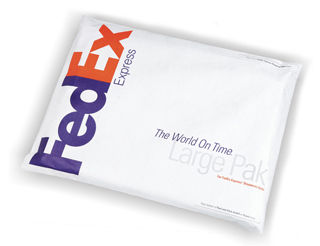 FedEx
Express
The World On Time
Large Pak